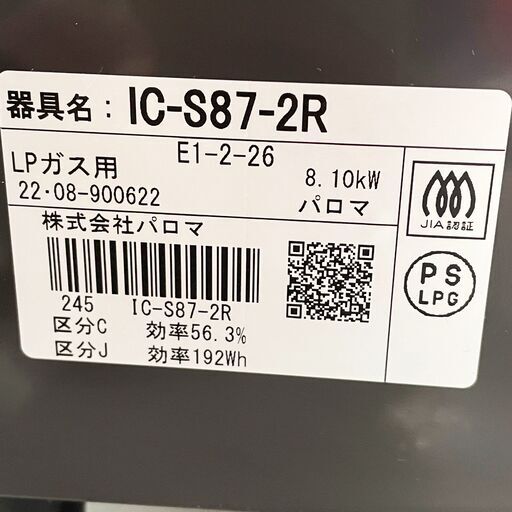 器具名：IC-S87-2R
E1-2-26
LPガス用
8.10kW
22･08-900622
パロマ
株式会社パロマ
245 IC-S87-2R
区分C 効率56.3%
区分J 効率192Wh
JIA認証
PS
LPG